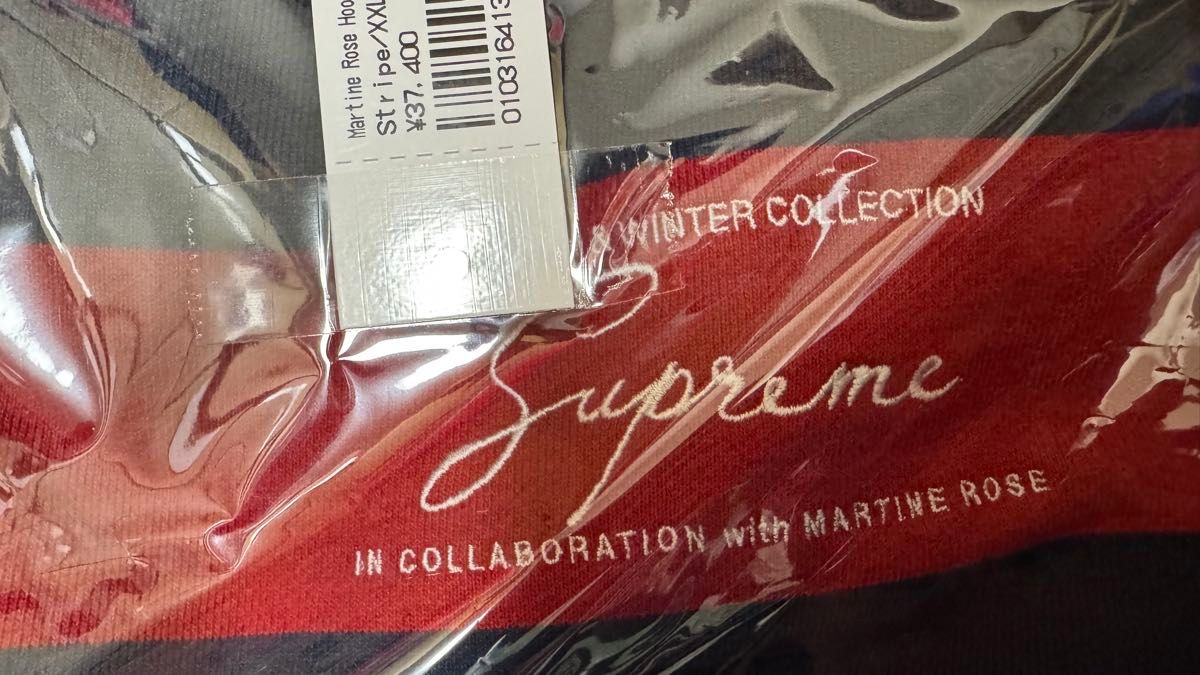 Martine Rose Hoo
Stripe/XXL
¥37,400
010316413
A WINTER COLLECTION
Supreme
IN COLLABORATION with MARTINE ROSE